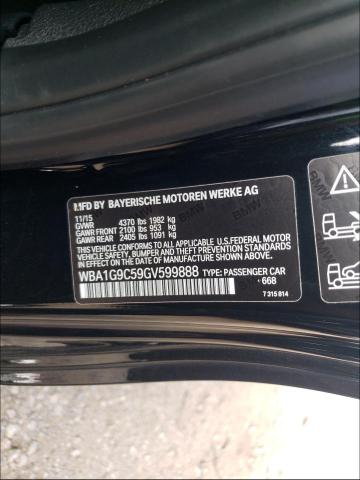 MFD BY BAYERISCHE MOTOREN WERKE AG
11/15
GVWR 4370 lbs 1982 kg
GAWR FRONT 2100 lbs 953 kg
GAWR REAR 2405 lbs 1091 kg
THIS VEHICLE CONFORMS TO ALL APPLICABLE U.S. FEDERAL MOTOR
VEHICLE SAFETY, BUMPER, AND THEFT PREVENTION STANDARDS
IN EFFECT ON THE DATE OF MANUFACTURE SHOWN ABOVE.
WBA1G9C59GV599888 TYPE: PASSENGER CAR
*668
7 315 814